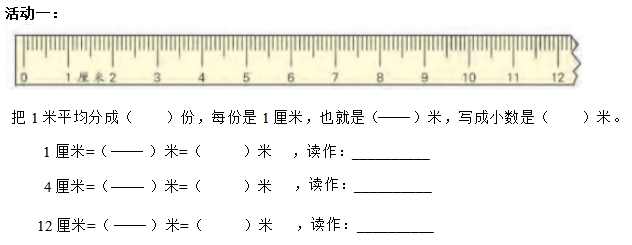 活动一：
0 1 厘米 2 3 4 5 6 7 8 9 10 11 12
把 1 米平均分成（ ）份，每份是 1 厘米，也就是（——）米，写成小数是（ ）米。
1 厘米=（ —— ）米=（ ）米 ，读作：__________
4 厘米=（ —— ）米=（ ）米 ，读作：__________
12 厘米=（ —— ）米=（ ）米 ，读作：__________